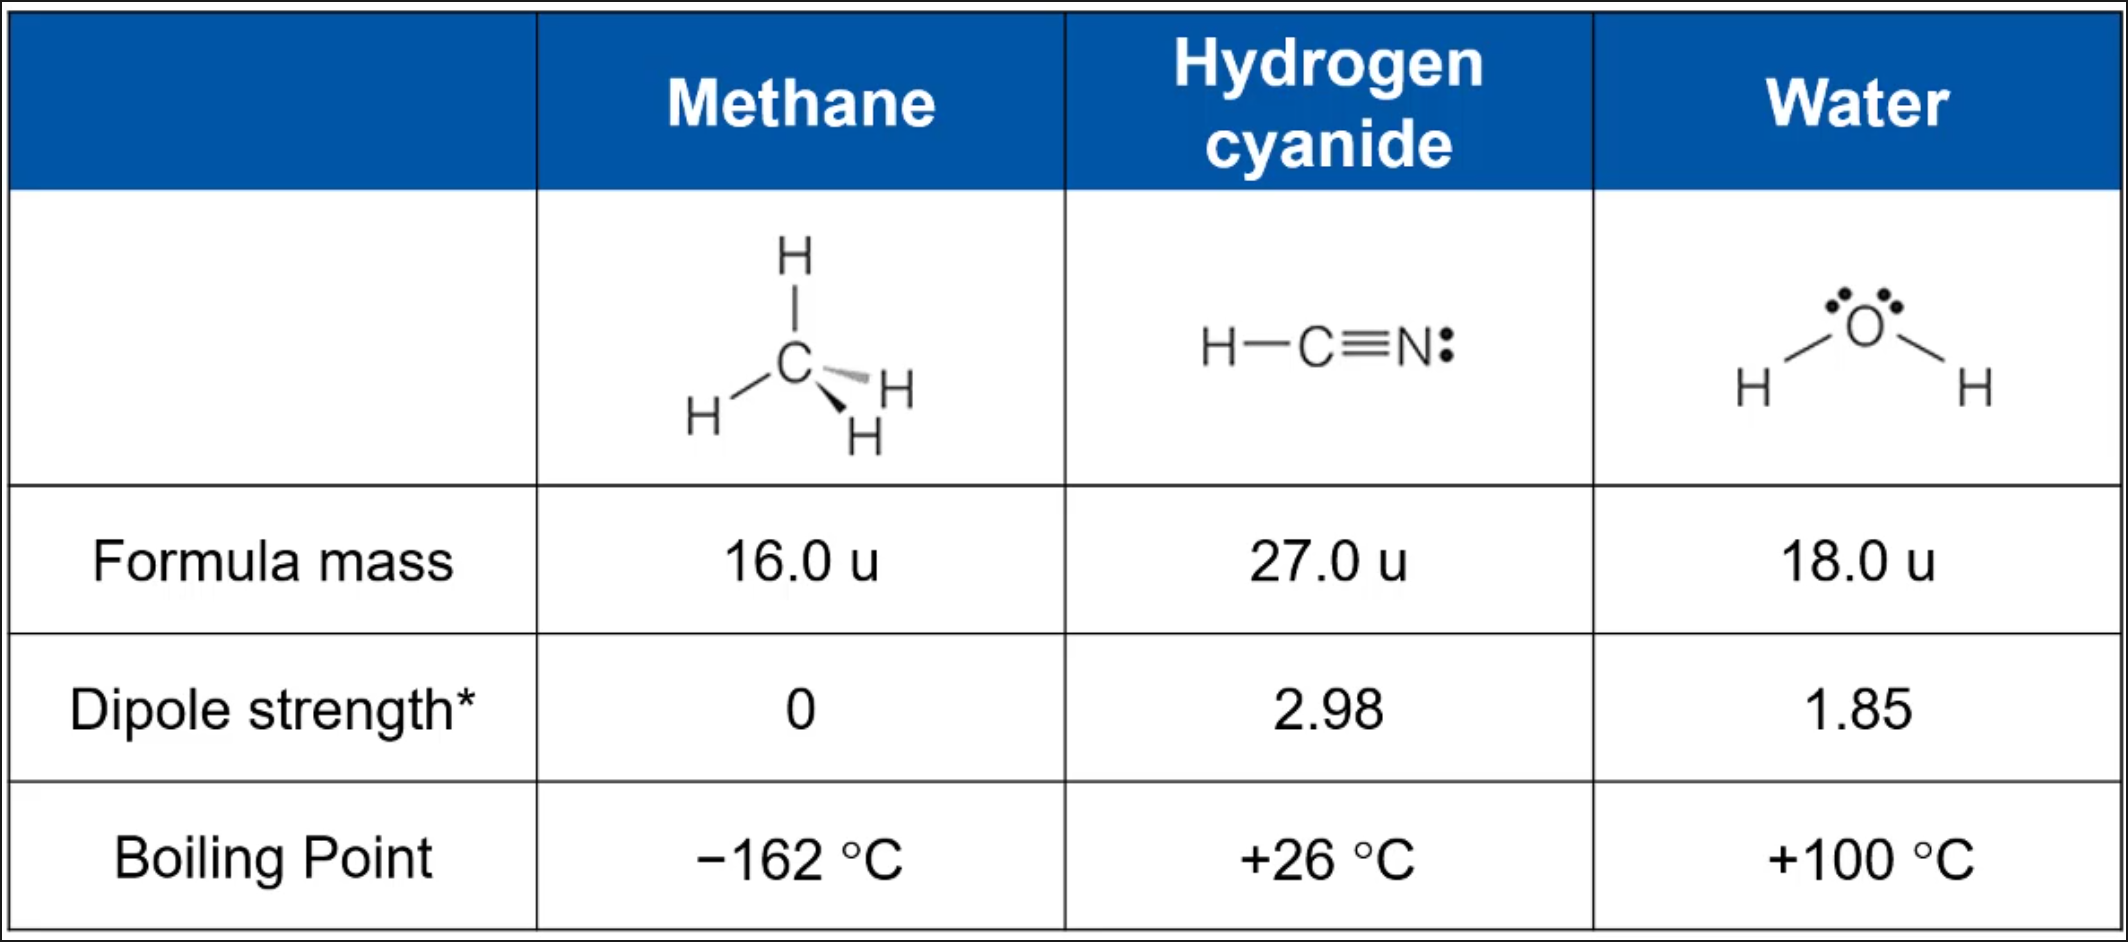 Methane
Hydrogen
cyanide
Water
H
C
H
H
H
H—C≡N:
O
H
H
Formula mass
16.0 u
27.0 u
18.0 u
Dipole strength*
0
2.98
1.85
Boiling Point
−162 °C
+26 °C
+100 °C